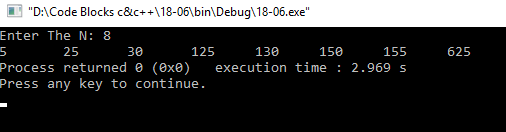 "D:\Code Blocks c&c++\18-06\bin\Debug\18-06.exe"
Enter The N: 8
5 25 30 125 130 150 155 625
Process returned 0 (0x0) execution time : 2.969 s
Press any key to continue.